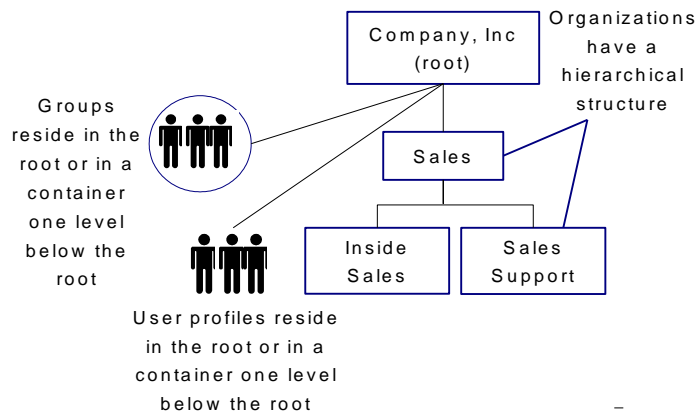 Company, Inc
(root)
Organizations
have a
hierarchical
structure
Groups
reside in the
root or in a
container
one level
below the
root
Sales
Inside
Sales
Sales
Support
User profiles reside
in the root or in a
container one level
below the root